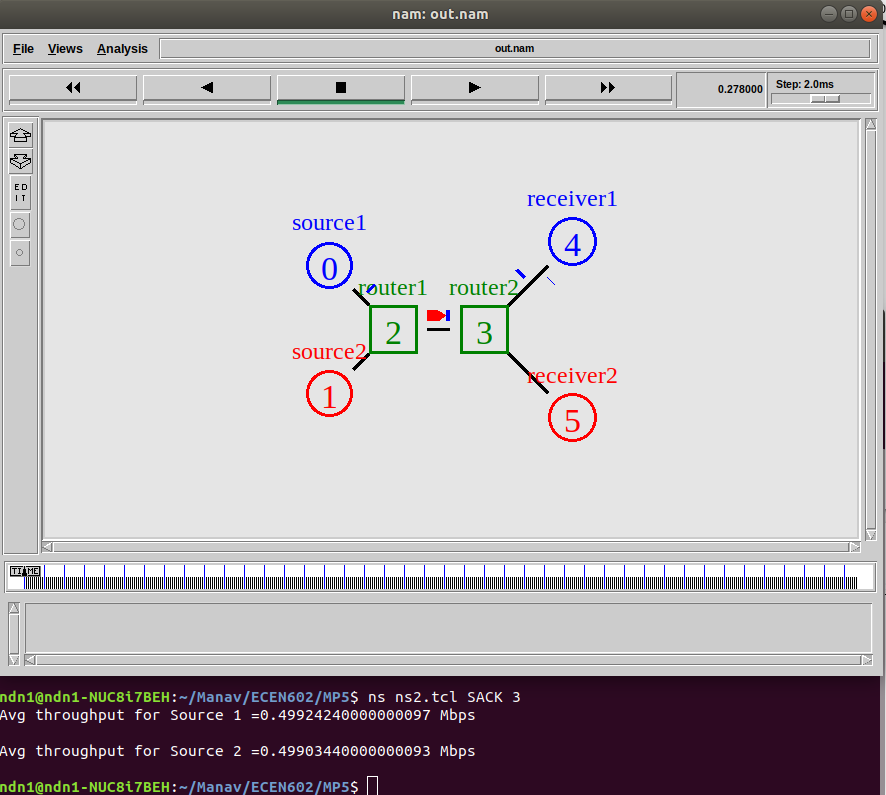 nam: out.nam
File Views Analysis out.nam
0.278000 Step: 2.0ms
ED
IT
receiver1
source1
4
0
router1 router2
2 3
source2
receiver2
1
5
TIME
ndn1@ndn1-NUC8i7BEH:~/Manav/ECEN602/MP5$ ns ns2.tcl SACK 3
Avg throughput for Source 1 =0.49924240000000097 Mbps
Avg throughput for Source 2 =0.49903440000000093 Mbps
ndn1@ndn1-NUC8i7BEH:~/Manav/ECEN602/MP5$